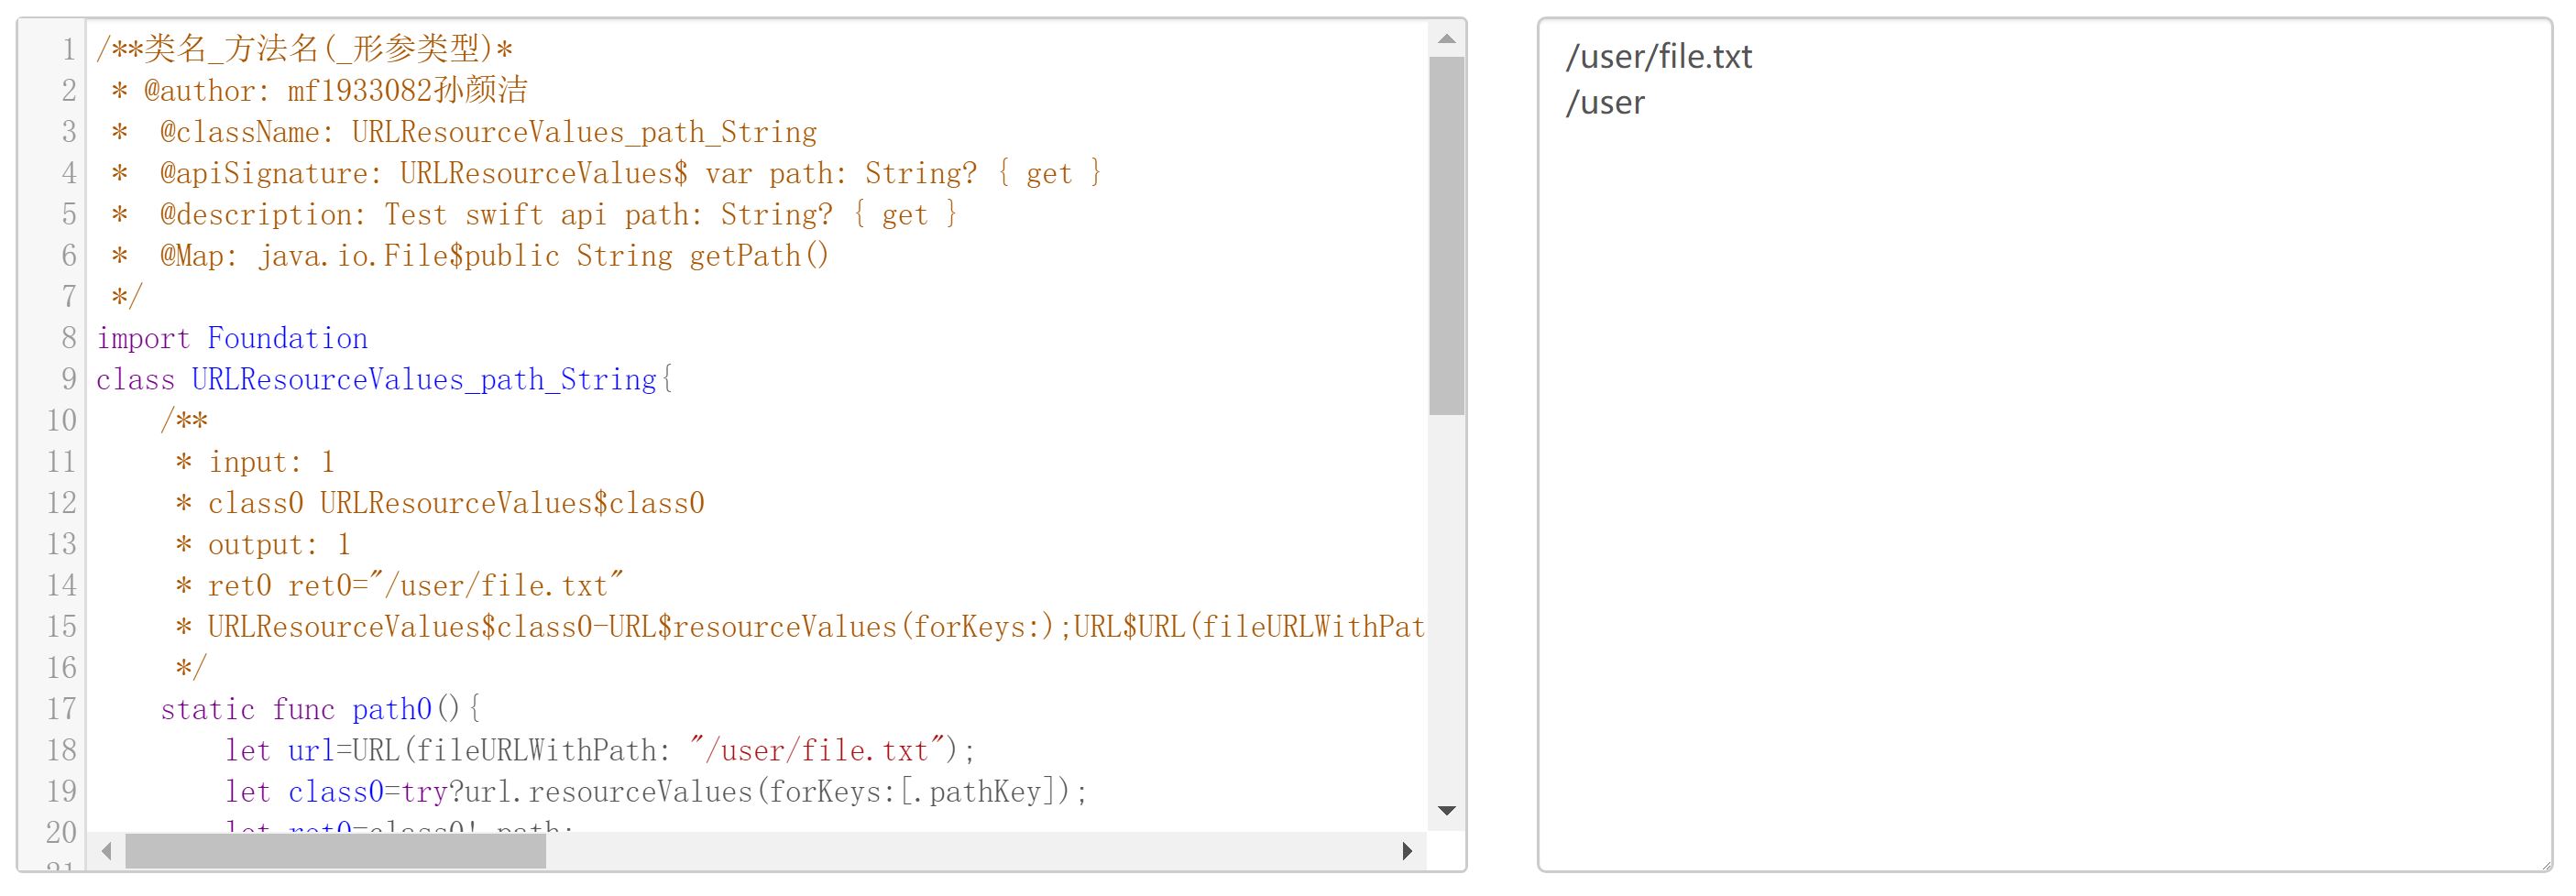 1 /**类名_方法名(_形参类型)*
2  * @author: mf1933082孙颜洁
3  *  @className: URLResourceValues_path_String
4  *  @apiSignature: URLResourceValues$ var path: String? { get }
5  *  @description: Test swift api path: String? { get }
6  *  @Map: java.io.File$public String getPath()
7  */
8 import Foundation
9 class URLResourceValues_path_String{
10     /**
11      * input: 1
12      * class0 URLResourceValues$class0
13      * output: 1
14      * ret0 ret0="/user/file.txt"
15      * URLResourceValues$class0-URL$resourceValues(forKeys:);URL$URL(fileURLWithPat
16      */
17     static func path0(){
18         let url=URL(fileURLWithPath: "/user/file.txt");
19         let class0=try?url.resourceValues(forKeys:[.pathKey]);
20         let ret0=class0!.path;
21
/user/file.txt
/user